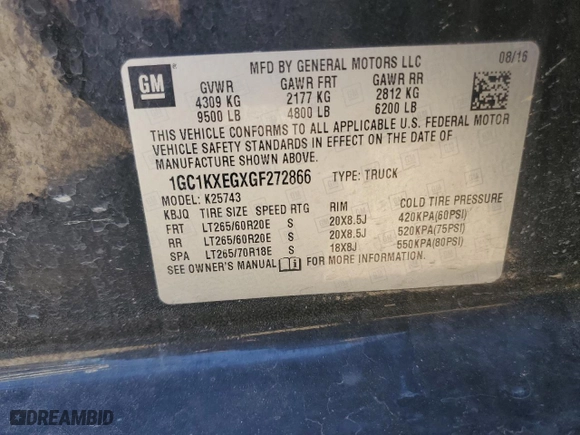 MFD BY GENERAL MOTORS LLC 08/16
GM
GVWR GAWR FRT GAWR RR
4309 KG 2177 KG 2812 KG
9500 LB 4800 LB 6200 LB
THIS VEHICLE CONFORMS TO ALL APPLICABLE U.S. FEDERAL MOTOR
VEHICLE SAFETY STANDARDS IN EFFECT ON THE DATE OF
MANUFACTURE SHOWN ABOVE.
1GC1KXEGXGF272866 TYPE: TRUCK
MODEL: K25743
KBJQ TIRE SIZE SPEED RTG RIM COLD TIRE PRESSURE
FRT LT265/60R20E S 20X8.5J 420KPA(60PSI)
RR LT265/60R20E S 20X8.5J 520KPA(75PSI)
SPA LT265/70R18E S 18X8J 550KPA(80PSI)
SEE OWNER'S MANUAL FOR MORE INFORMATION.
DREAMBID